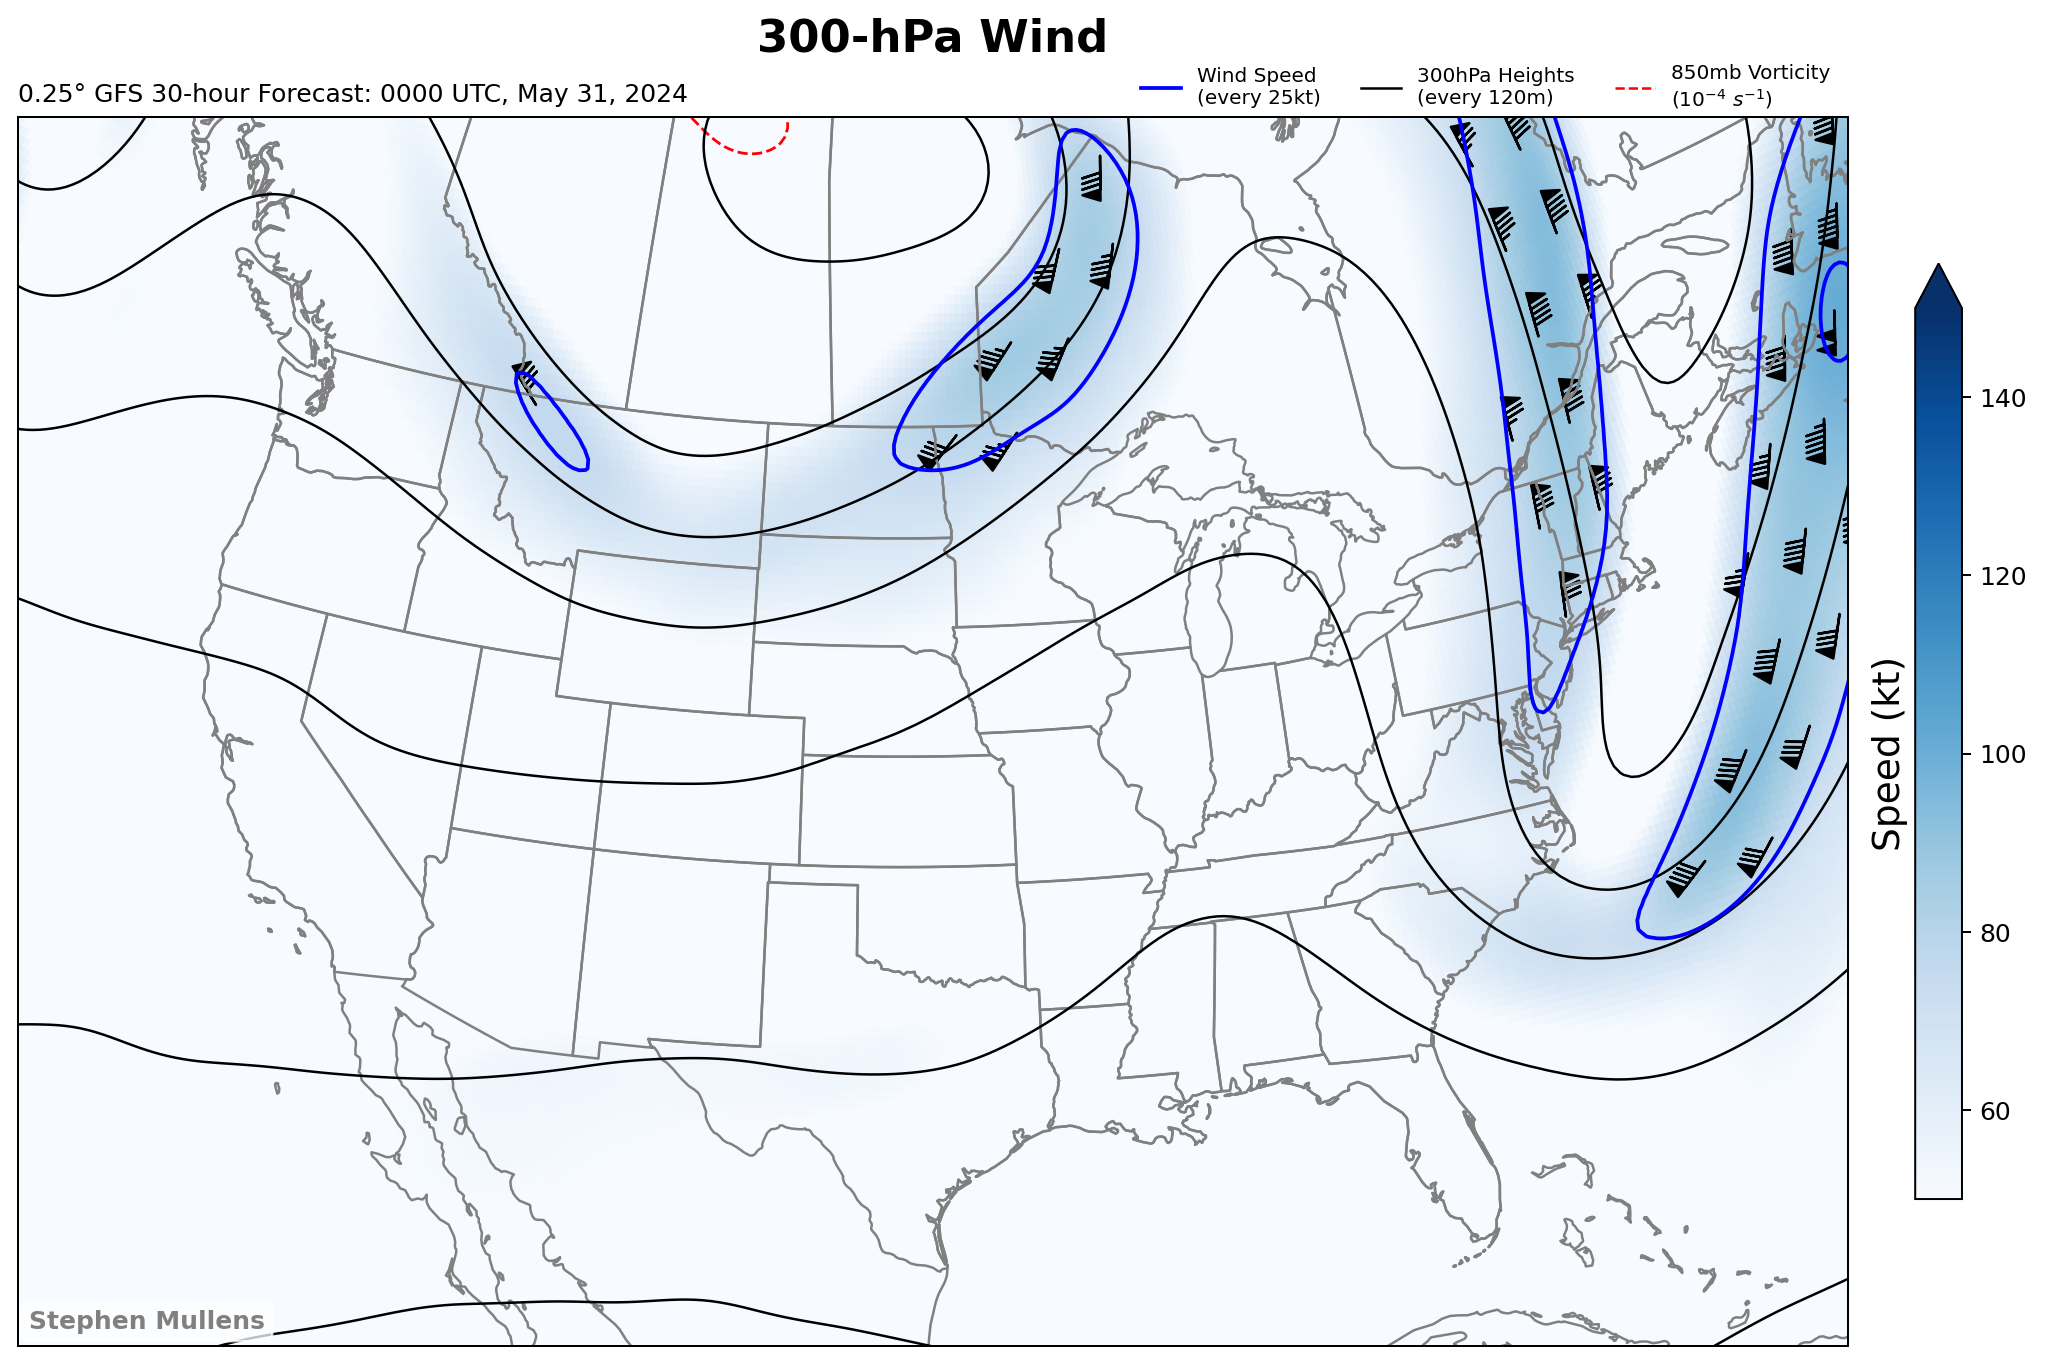 300-hPa Wind
0.25° GFS 30-hour Forecast: 0000 UTC, May 31, 2024
Wind Speed
(every 25kt)
300hPa Heights
(every 120m)
850mb Vorticity
(10⁻⁴ s⁻¹)
140
120
100
80
60
Speed (kt)
Stephen Mullens